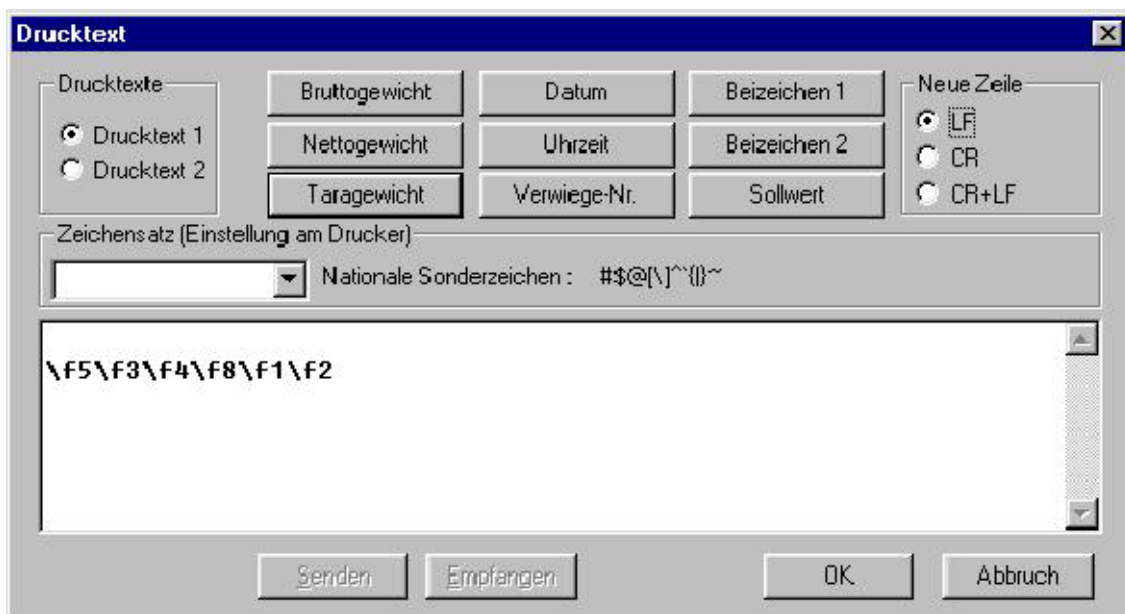 Drucktext
Drucktexte
Drucktext 1
Drucktext 2
Bruttogewicht
Datum
Beizeichen 1
Nettogewicht
Uhrzeit
Beizeichen 2
Taragewicht
Verwiege-Nr.
Sollwert
Neue Zeile
LF
CR
CR+LF
Zeichensatz (Einstellung am Drucker)
Nationale Sonderzeichen : #$@[\]^`{|}~
\f5\f3\f4\f8\f1\f2
Senden
Empfangen
OK
Abbruch